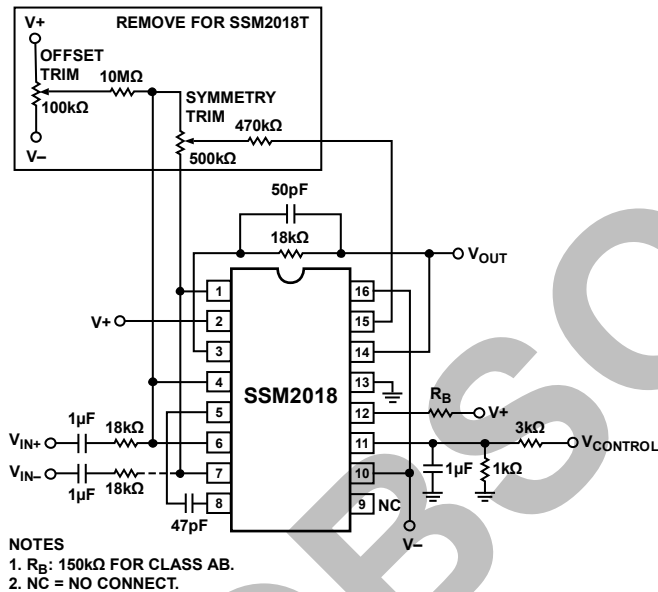 V+
REMOVE FOR SSM2018T
OFFSET
TRIM
10MΩ
100kΩ
SYMMETRY
TRIM
470kΩ
500kΩ
V–
50pF
18kΩ
VOUT
1
16
V+
2
15
3
14
4
SSM2018
13
RB
5
12
V+
1µF
18kΩ
3kΩ
VIN+
6
11
VCONTROL
VIN–
7
10
1µF
1kΩ
1µF
18kΩ
8
9
NC
47pF
V–
NOTES
1. RB: 150kΩ FOR CLASS AB.
2. NC = NO CONNECT.